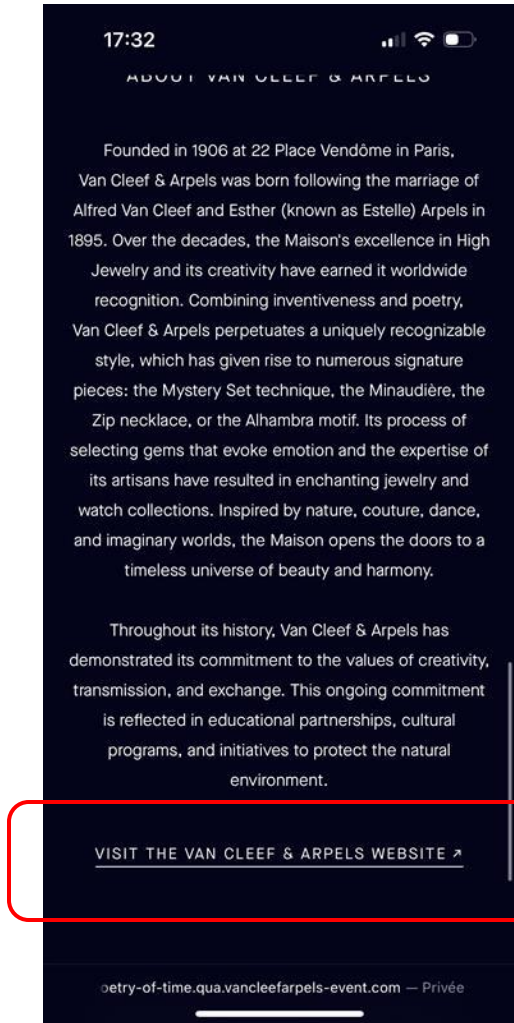 17:32
ABOUT VAN CLEEF & ARPELS
Founded in 1906 at 22 Place Vendôme in Paris,
Van Cleef & Arpels was born following the marriage of
Alfred Van Cleef and Esther (known as Estelle) Arpels in
1895. Over the decades, the Maison's excellence in High
Jewelry and its creativity have earned it worldwide
recognition. Combining inventiveness and poetry,
Van Cleef & Arpels perpetuates a uniquely recognizable
style, which has given rise to numerous signature
pieces: the Mystery Set technique, the Minaudière, the
Zip necklace, or the Alhambra motif. Its process of
selecting gems that evoke emotion and the expertise of
its artisans have resulted in enchanting jewelry and
watch collections. Inspired by nature, couture, dance,
and imaginary worlds, the Maison opens the doors to a
timeless universe of beauty and harmony.
Throughout its history, Van Cleef & Arpels has
demonstrated its commitment to the values of creativity,
transmission, and exchange. This ongoing commitment
is reflected in educational partnerships, cultural
programs, and initiatives to protect the natural
environment.
VISIT THE VAN CLEEF & ARPELS WEBSITE ↗
oetry-of-time.qua.vancleefarpels-event.com — Privée